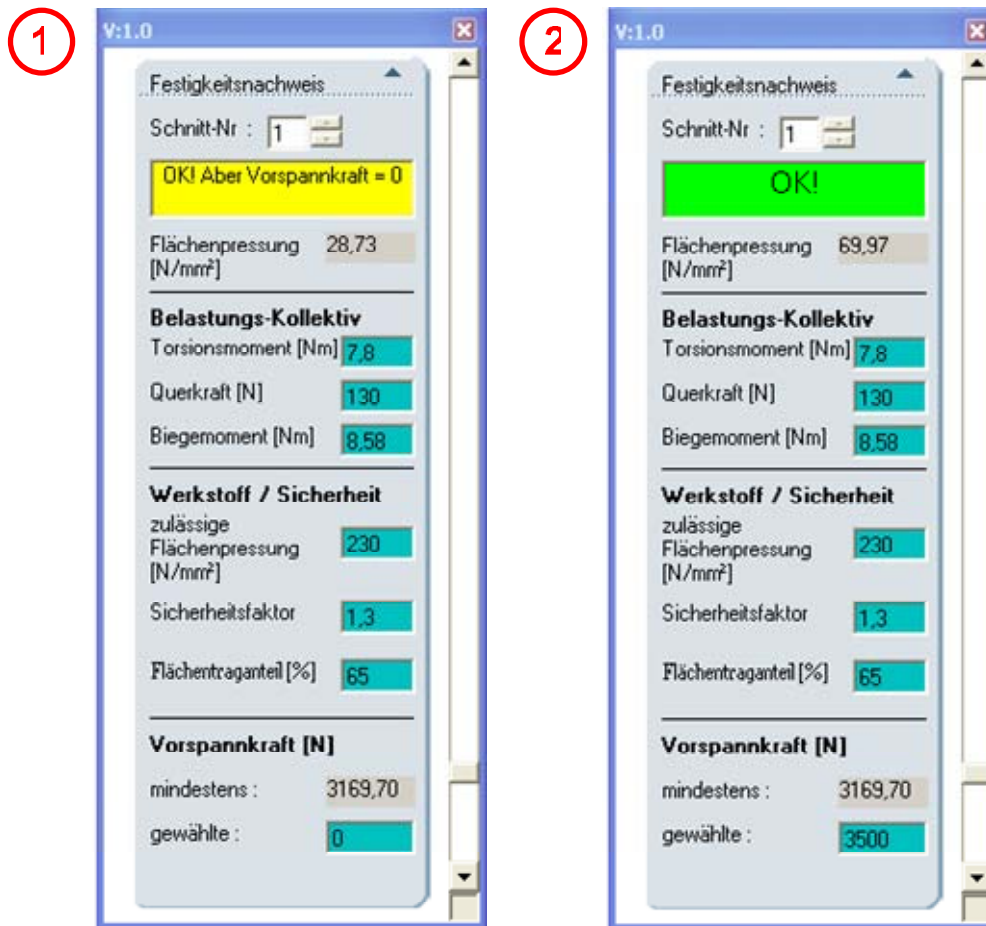 1
V:1.0
Festigkeitsnachweis
Schnitt-Nr : 1
OK! Aber Vorspannkraft = 0
Flächenpressung 28,73
[N/mm²]
Belastungs-Kollektiv
Torsionsmoment [Nm] 7,8
Querkraft [N] 130
Biegemoment [Nm] 8,58
Werkstoff / Sicherheit
zulässige
Flächenpressung 230
[N/mm²]
Sicherheitsfaktor 1,3
Flächentraganteil [%] 65
Vorspannkraft [N]
mindestens : 3169,70
gewählte : 0
2
V:1.0
Festigkeitsnachweis
Schnitt-Nr : 1
OK!
Flächenpressung 69,97
[N/mm²]
Belastungs-Kollektiv
Torsionsmoment [Nm] 7,8
Querkraft [N] 130
Biegemoment [Nm] 8,58
Werkstoff / Sicherheit
zulässige
Flächenpressung 230
[N/mm²]
Sicherheitsfaktor 1,3
Flächentraganteil [%] 65
Vorspannkraft [N]
mindestens : 3169,70
gewählte : 3500